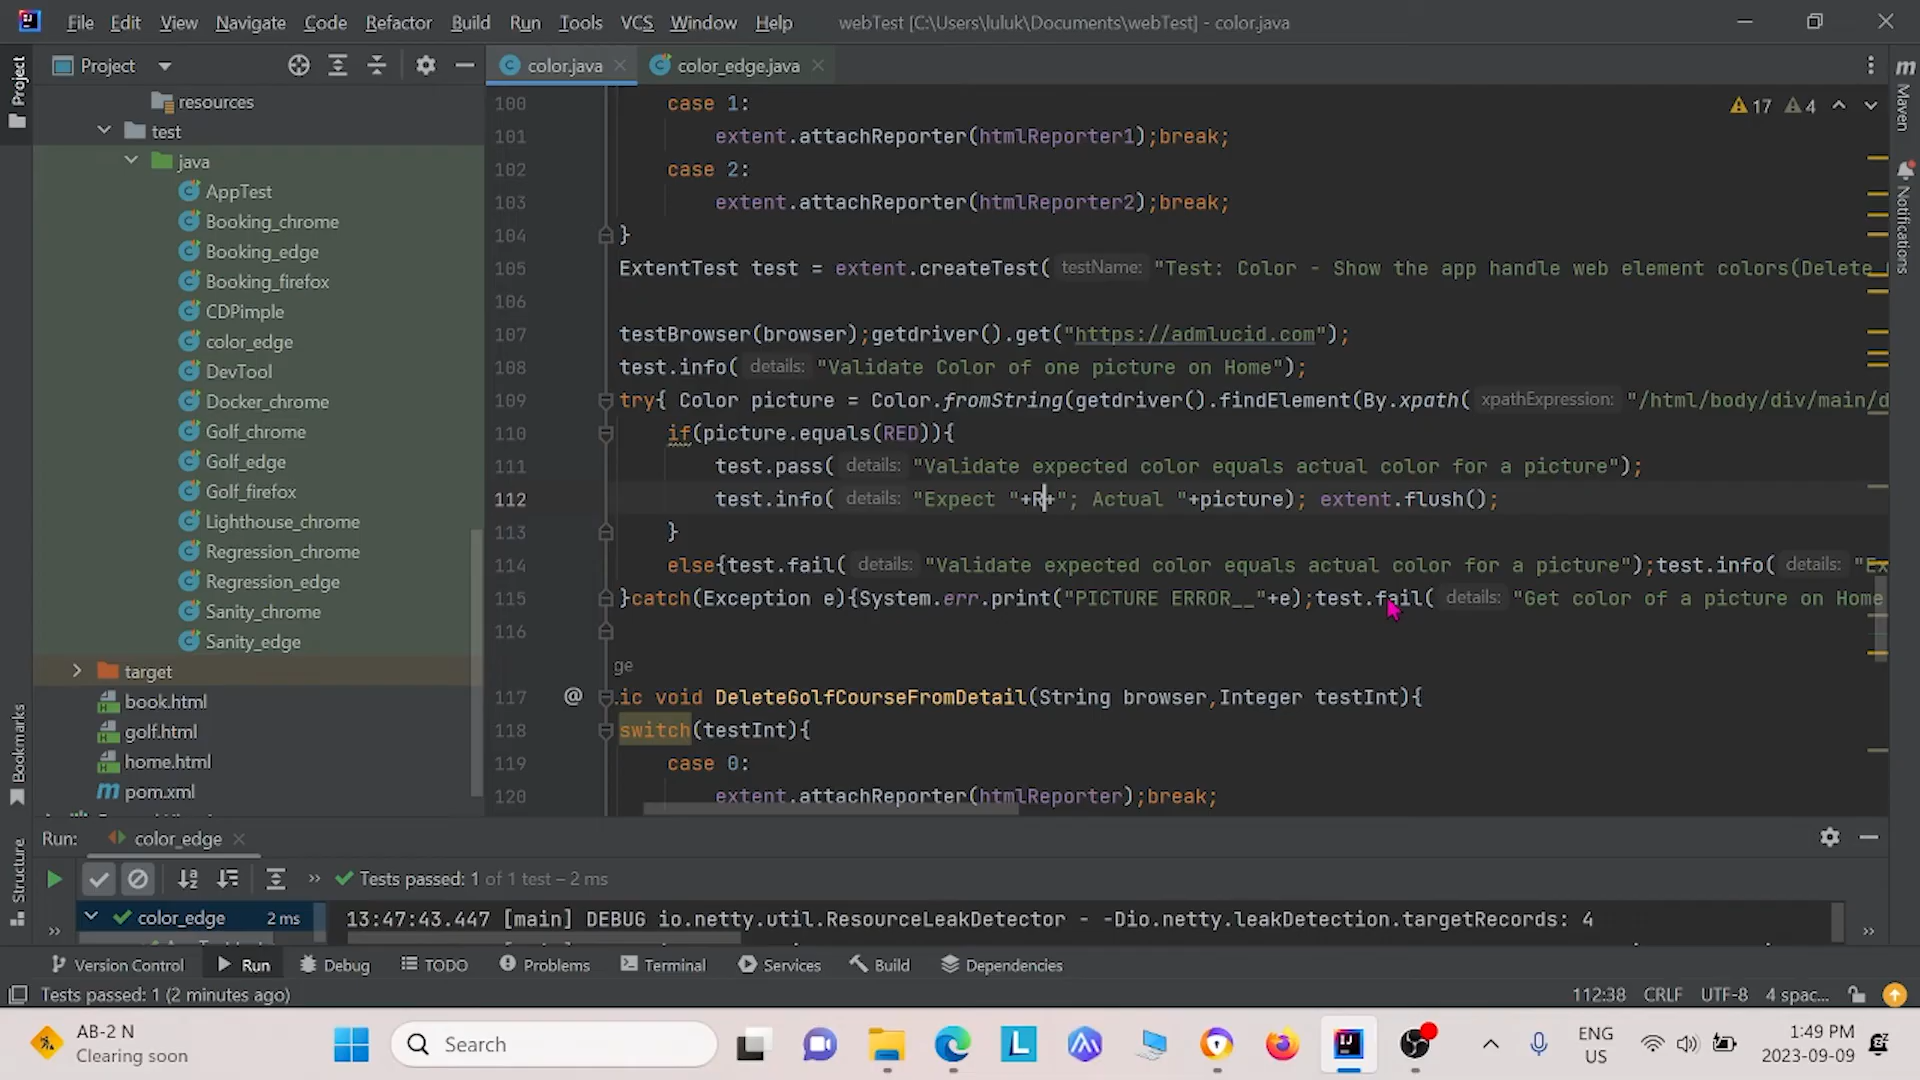 File Edit View Navigate Code Refactor Build Run Tools VCS Window Help webTest [C:\Users\luluk\Documents\webTest] - color.java
Project
color.java
color_edge.java
resources
test
java
AppTest
Booking_chrome
Booking_edge
Booking_firefox
CDPimple
color_edge
DevTool
Docker_chrome
Golf_chrome
Golf_edge
Golf_firefox
Lighthouse_chrome
Regression_chrome
Regression_edge
Sanity_chrome
Sanity_edge
target
book.html
golf.html
home.html
pom.xml
17 4
100 case 1:
101 extent.attachReporter(htmlReporter1);break;
102 case 2:
103 extent.attachReporter(htmlReporter2);break;
104 }
105 ExtentTest test = extent.createTest( testName: "Test: Color - Show the app handle web element colors(Delete
106
107 testBrowser(browser);getdriver().get("https://admlucid.com");
108 test.info( details: "Validate Color of one picture on Home");
109 try{ Color picture = Color.fromString(getdriver().findElement(By.xpath( xpathExpression: "/html/body/div/main/d
110 if(picture.equals(RED)){
111 test.pass( details: "Validate expected color equals actual color for a picture");
112 test.info( details: "Expect "+R+"; Actual "+picture); extent.flush();
113 }
114 else{test.fail( details: "Validate expected color equals actual color for a picture");test.info( details: "Ex
115 }catch(Exception e){System.err.print("PICTURE ERROR__"+e);test.fail( details: "Get color of a picture on Home
116
ge
117 @ ic void DeleteGolfCourseFromDetail(String browser,Integer testInt){
118 switch(testInt){
119 case 0:
120 extent.attachReporter(htmlReporter);break;
Project
Bookmarks
Structure
Maven
Notifications
Run: color_edge
Tests passed: 1 of 1 test – 2 ms
color_edge 2 ms
13:47:43.447 [main] DEBUG io.netty.util.ResourceLeakDetector - -Dio.netty.leakDetection.targetRecords: 4
Version Control Run Debug TODO Problems Terminal Services Build Dependencies
Tests passed: 1 (2 minutes ago) 112:38 CRLF UTF-8 4 spac...
AB-2 N
Clearing soon
Search
ENG
US
1:49 PM
2023-09-09